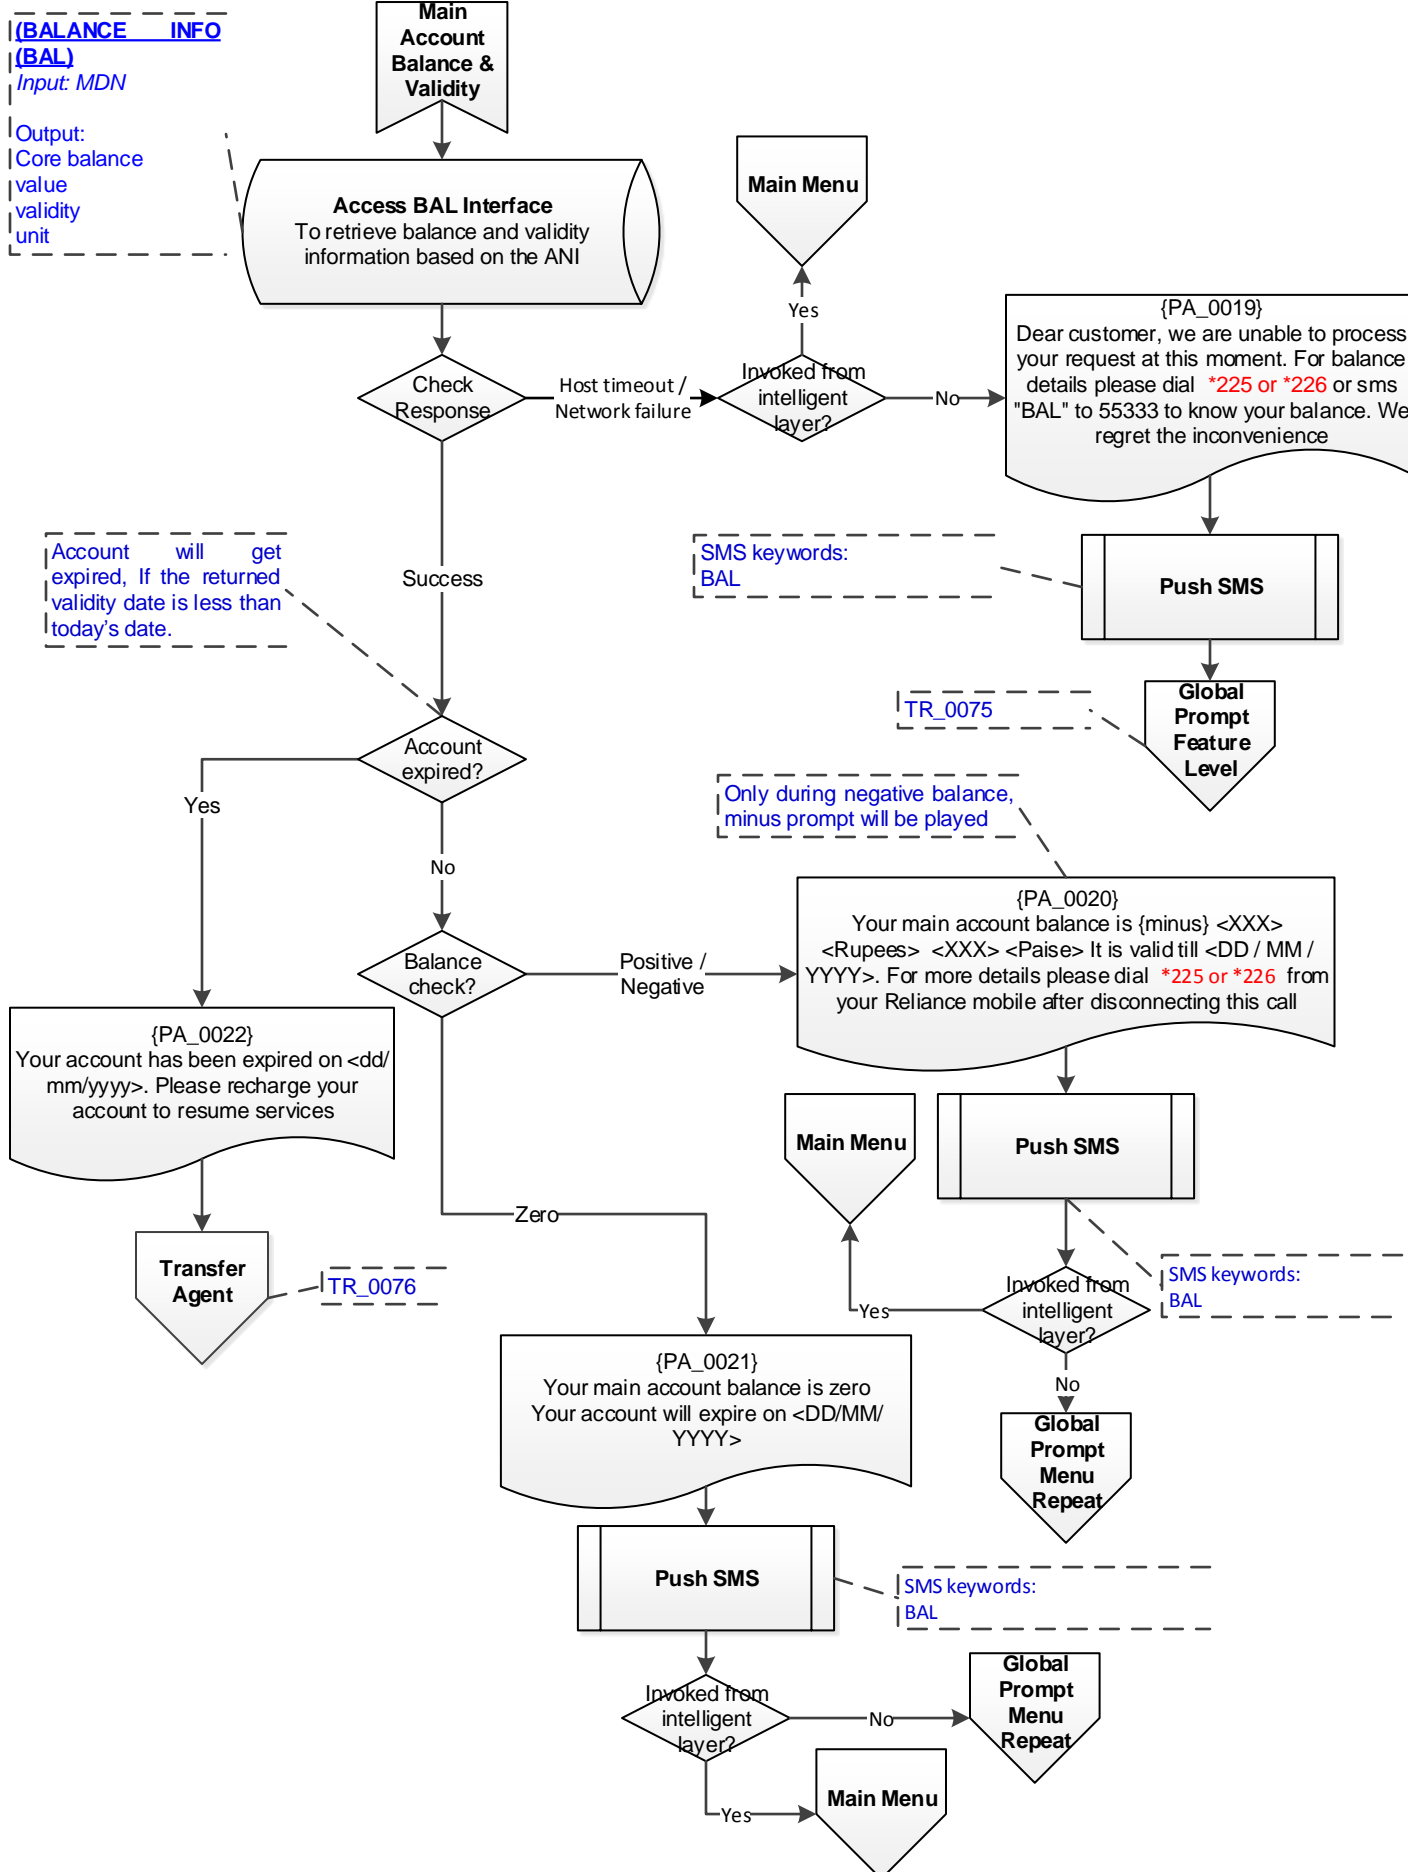 (BALANCE INFO
(BAL)
Input: MDN
Output:
Core balance
value
validity
unit
Main
Account
Balance &
Validity
Access BAL Interface
To retrieve balance and validity
information based on the ANI
Main Menu
Yes
Check
Response
Host timeout /
Network failure
Invoked from
intelligent
layer?
No
{PA_0019}
Dear customer, we are unable to process
your request at this moment. For balance
details please dial *225 or *226 or sms
"BAL" to 55333 to know your balance. We
regret the inconvenience
Success
Account will get
expired, If the returned
validity date is less than
today's date.
SMS keywords:
BAL
Push SMS
TR_0075
Global
Prompt
Feature
Level
Account
expired?
Yes
No
Only during negative balance,
minus prompt will be played
Balance
check?
Positive /
Negative
{PA_0020}
Your main account balance is {minus} <XXX>
<Rupees> <XXX> <Paise> It is valid till <DD / MM /
YYYY>. For more details please dial *225 or *226 from
your Reliance mobile after disconnecting this call
{PA_0022}
Your account has been expired on <dd/
mm/yyyy>. Please recharge your
account to resume services
Main Menu
Push SMS
Zero
Transfer
Agent
TR_0076
Yes
Invoked from
intelligent
layer?
SMS keywords:
BAL
No
Global
Prompt
Menu
Repeat
{PA_0021}
Your main account balance is zero
Your account will expire on <DD/MM/
YYYY>
Push SMS
SMS keywords:
BAL
Invoked from
intelligent
layer?
No
Global
Prompt
Menu
Repeat
Yes
Main Menu